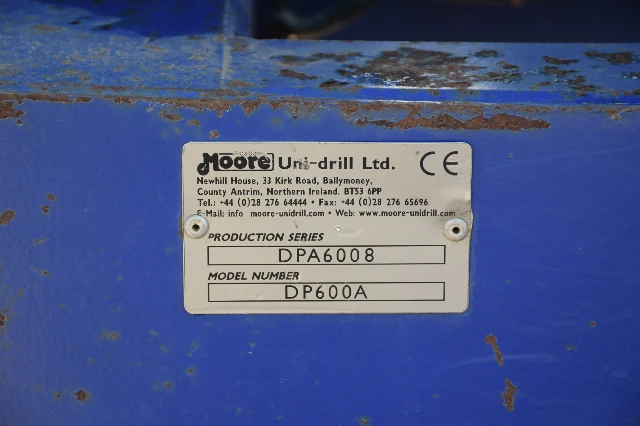 Moore Uni-drill Ltd. CE
Newhill House, 33 Kirk Road, Ballymoney,
County Antrim, Northern Ireland. BT53 6PP
Tel.: +44 (0)28 276 64444 • Fax: +44 (0)28 276 65696
E-Mail: info moore-unidrill.com • Web: www.moore-unidrill.com
PRODUCTION SERIES
DPA6008
MODEL NUMBER
DP600A